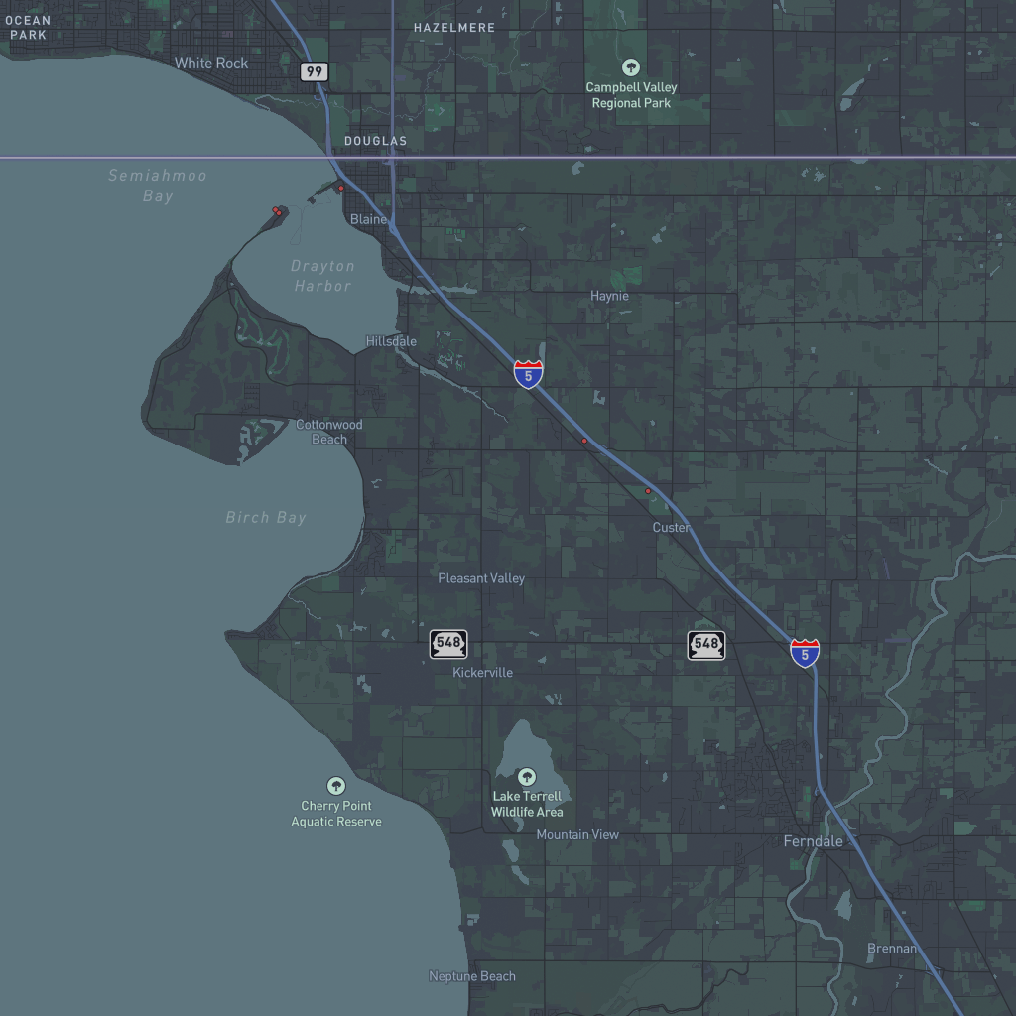 OCEAN
PARK
HAZELMERE
White Rock
99
Campbell Valley
Regional Park
DOUGLAS
Semiahmoo
Bay
Blaine
Drayton
Harbor
Haynie
Hillsdale
5
Cottonwood
Beach
Birch Bay
Custer
Pleasant Valley
548
548
5
Kickerville
Lake Terrell
Wildlife Area
Cherry Point
Aquatic Reserve
Mountain View
Ferndale
Brennan
Neptune Beach